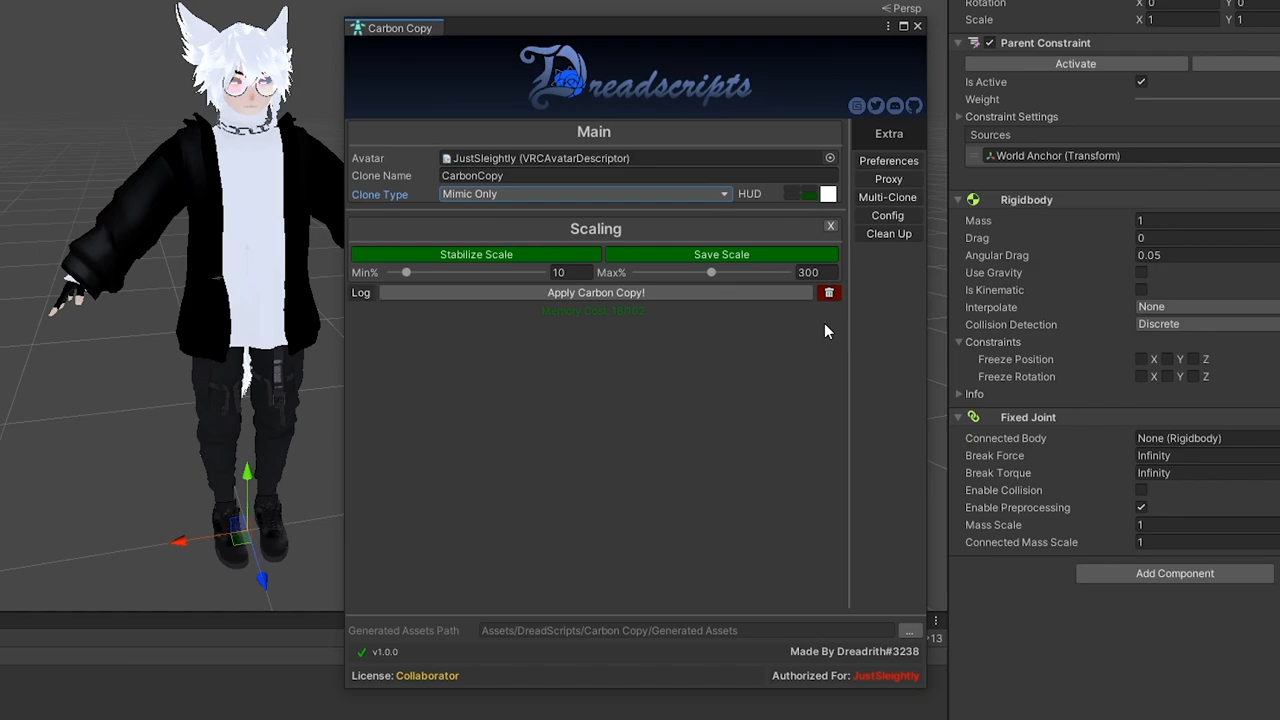 Persp
Carbon Copy
Dreadscripts
Main
Avatar JustSleightly (VRCAvatarDescriptor)
Clone Name CarbonCopy
Clone Type Mimic Only HUD
Scaling X
Stabilize Scale Save Scale
Min% 10 Max% 300
Log Apply Carbon Copy!
Extra
Preferences
Proxy
Multi-Clone
Config
Clean Up
Generated Assets Path Assets/DreadScripts/Carbon Copy/Generated Assets ...
v1.0.0 Made By Dreadrith#3238
License: Collaborator Authorized For: JustSleightly
13
Rotation X 0 Y 0
Scale X 1 Y 1
Parent Constraint
Activate
Is Active
Weight
Constraint Settings
Sources
World Anchor (Transform)
Rigidbody
Mass 1
Drag 0
Angular Drag 0.05
Use Gravity
Is Kinematic
Interpolate None
Collision Detection Discrete
Constraints
Freeze Position X Y Z
Freeze Rotation X Y Z
Info
Fixed Joint
Connected Body None (Rigidbody)
Break Force Infinity
Break Torque Infinity
Enable Collision
Enable Preprocessing
Mass Scale 1
Connected Mass Scale 1
Add Component